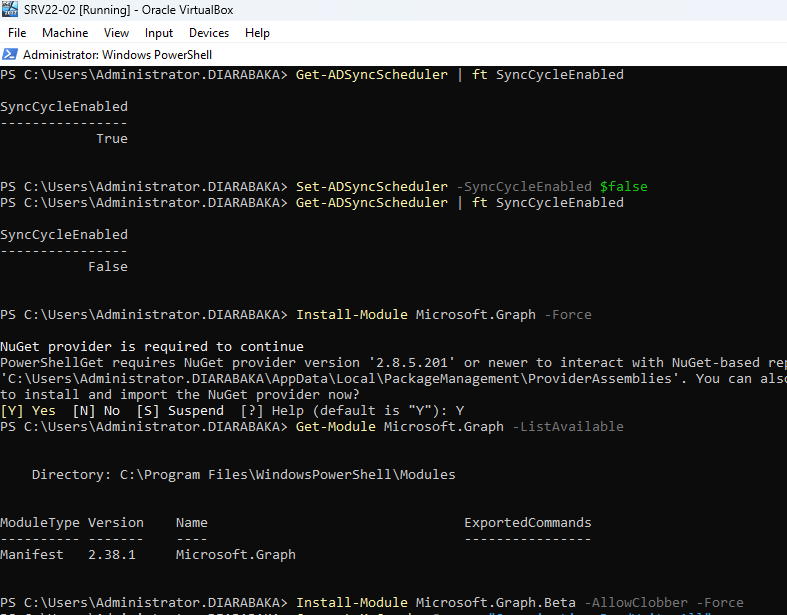 SRV22-02 [Running] - Oracle VirtualBox
File Machine View Input Devices Help
Administrator: Windows PowerShell
PS C:\Users\Administrator.DIARABAKA> Get-ADSyncScheduler | ft SyncCycleEnabled
SyncCycleEnabled
----------------
True
PS C:\Users\Administrator.DIARABAKA> Set-ADSyncScheduler -SyncCycleEnabled $false
PS C:\Users\Administrator.DIARABAKA> Get-ADSyncScheduler | ft SyncCycleEnabled
SyncCycleEnabled
----------------
False
PS C:\Users\Administrator.DIARABAKA> Install-Module Microsoft.Graph -Force
NuGet provider is required to continue
PowerShellGet requires NuGet provider version '2.8.5.201' or newer to interact with NuGet-based rep
'C:\Users\Administrator.DIARABAKA\AppData\Local\PackageManagement\ProviderAssemblies'. You can also
to install and import the NuGet provider now?
[Y] Yes [N] No [S] Suspend [?] Help (default is "Y"): Y
PS C:\Users\Administrator.DIARABAKA> Get-Module Microsoft.Graph -ListAvailable
Directory: C:\Program Files\WindowsPowerShell\Modules
ModuleType Version Name ExportedCommands
---------- ------- ---- ----------------
Manifest 2.38.1 Microsoft.Graph
PS C:\Users\Administrator.DIARABAKA> Install-Module Microsoft.Graph.Beta -AllowClobber -Force